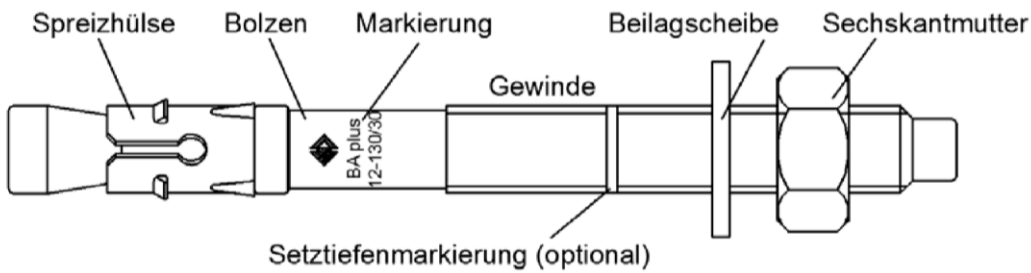 Spreizhülse
Bolzen
Markierung
Beilagscheibe
Sechskantmutter
Gewinde
BA plus
12-130/30
Setztiefenmarkierung (optional)